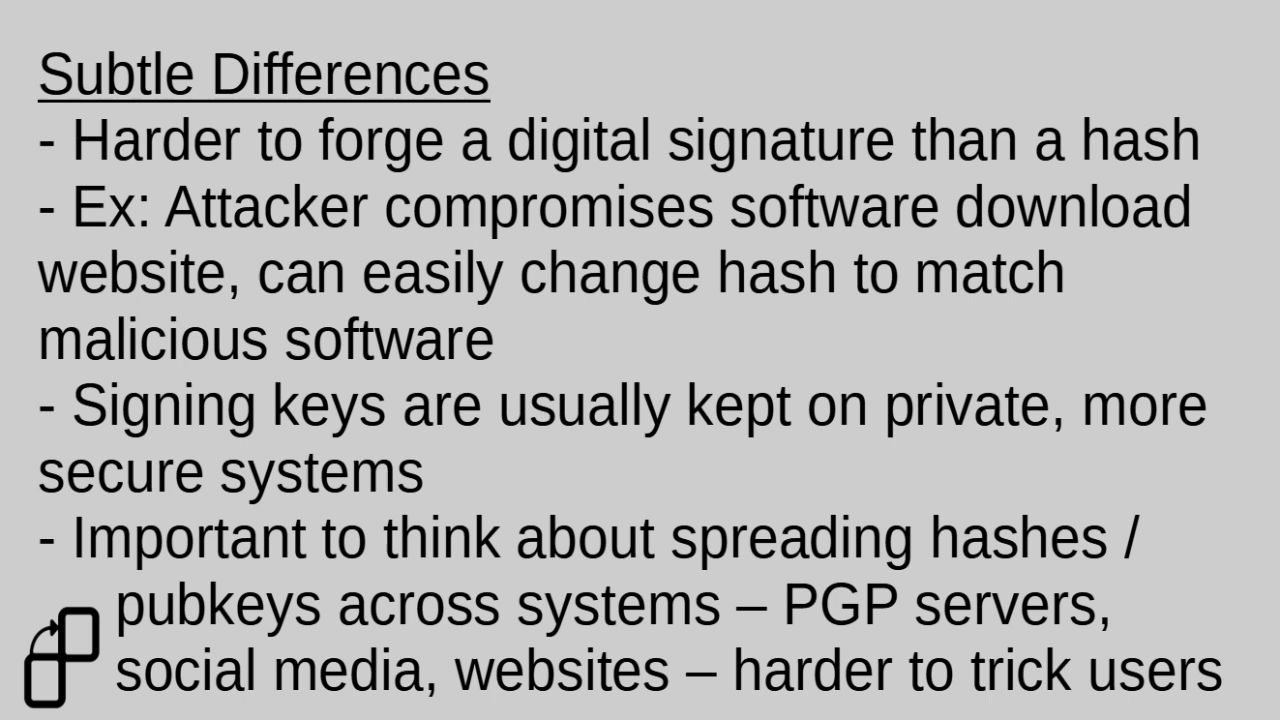 Subtle Differences
- Harder to forge a digital signature than a hash
- Ex: Attacker compromises software download
website, can easily change hash to match
malicious software
- Signing keys are usually kept on private, more
secure systems
- Important to think about spreading hashes /
pubkeys across systems – PGP servers,
social media, websites – harder to trick users